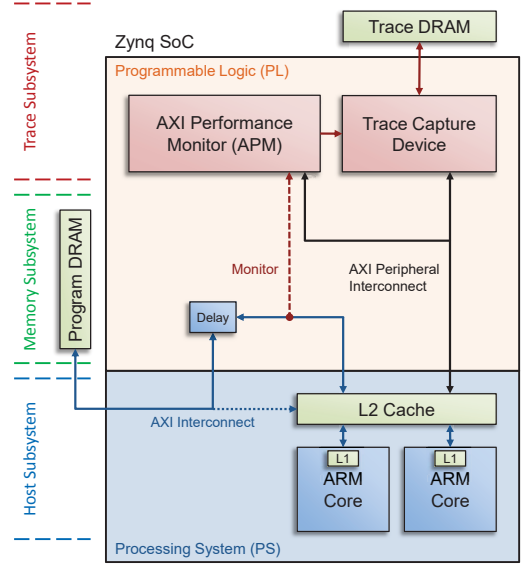 Trace DRAM
Zynq SoC
Programmable Logic (PL)
Trace Subsystem
AXI Performance
Monitor (APM)
Trace Capture
Device
Memory Subsystem
Program DRAM
Monitor
AXI Peripheral
Interconnect
Delay
Host Subsystem
AXI Interconnect
L2 Cache
L1
ARM
Core
L1
ARM
Core
Processing System (PS)